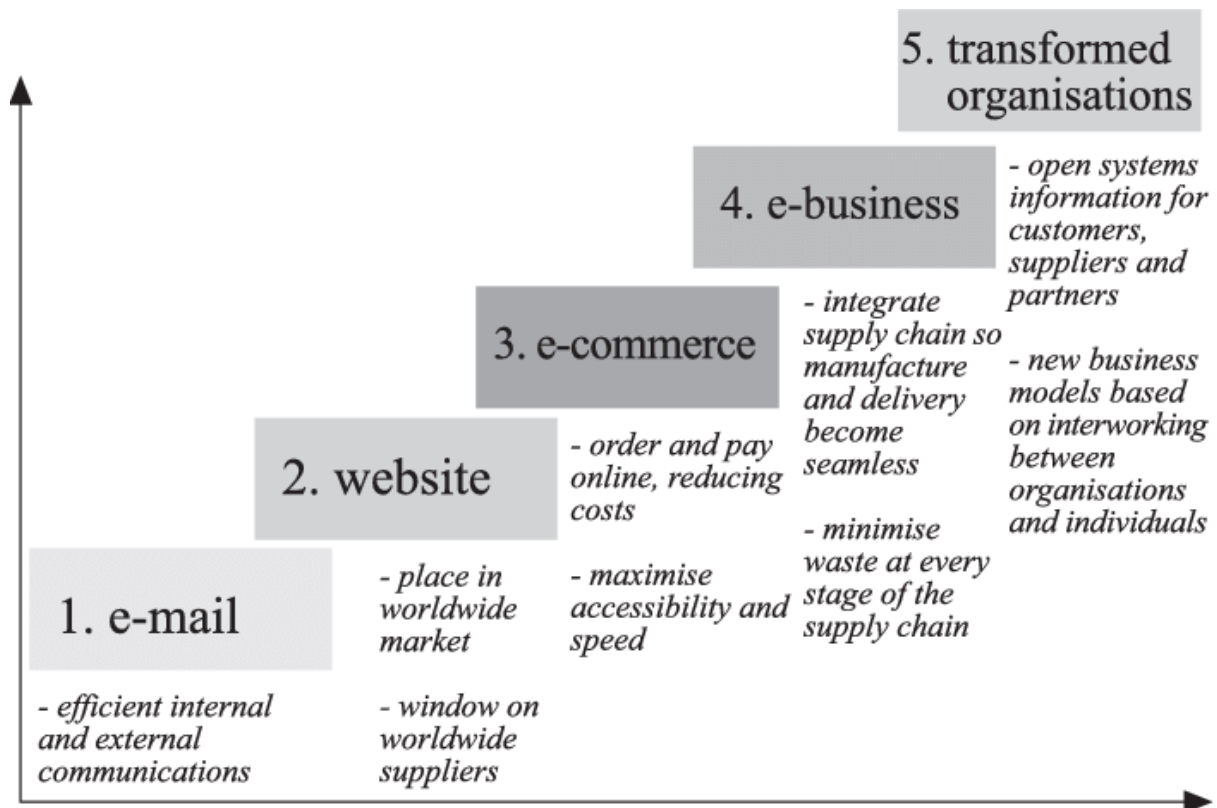 5. transformed
organisations
4. e-business
- open systems
information for
customers,
suppliers and
partners
- new business
models based
on interworking
between
organisations
and individuals
3. e-commerce
- integrate
supply chain so
manufacture
and delivery
become
seamless
- minimise
waste at every
stage of the
supply chain
2. website
- order and pay
online, reducing
costs
- maximise
accessibility and
speed
1. e-mail
- place in
worldwide
market
- window on
worldwide
suppliers
- efficient internal
and external
communications